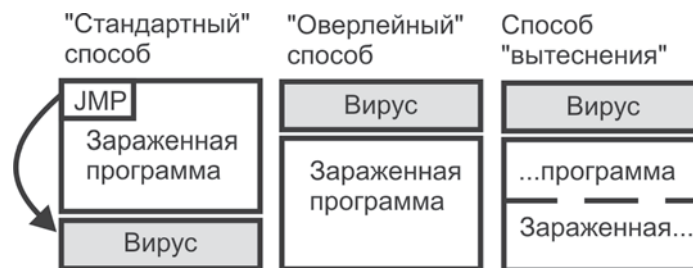 "Стандартный"
способ
JMP
Зараженная
программа
Вирус
"Оверлейный"
способ
Вирус
Зараженная
программа
Способ
"вытеснения"
Вирус
...программа
Зараженная...